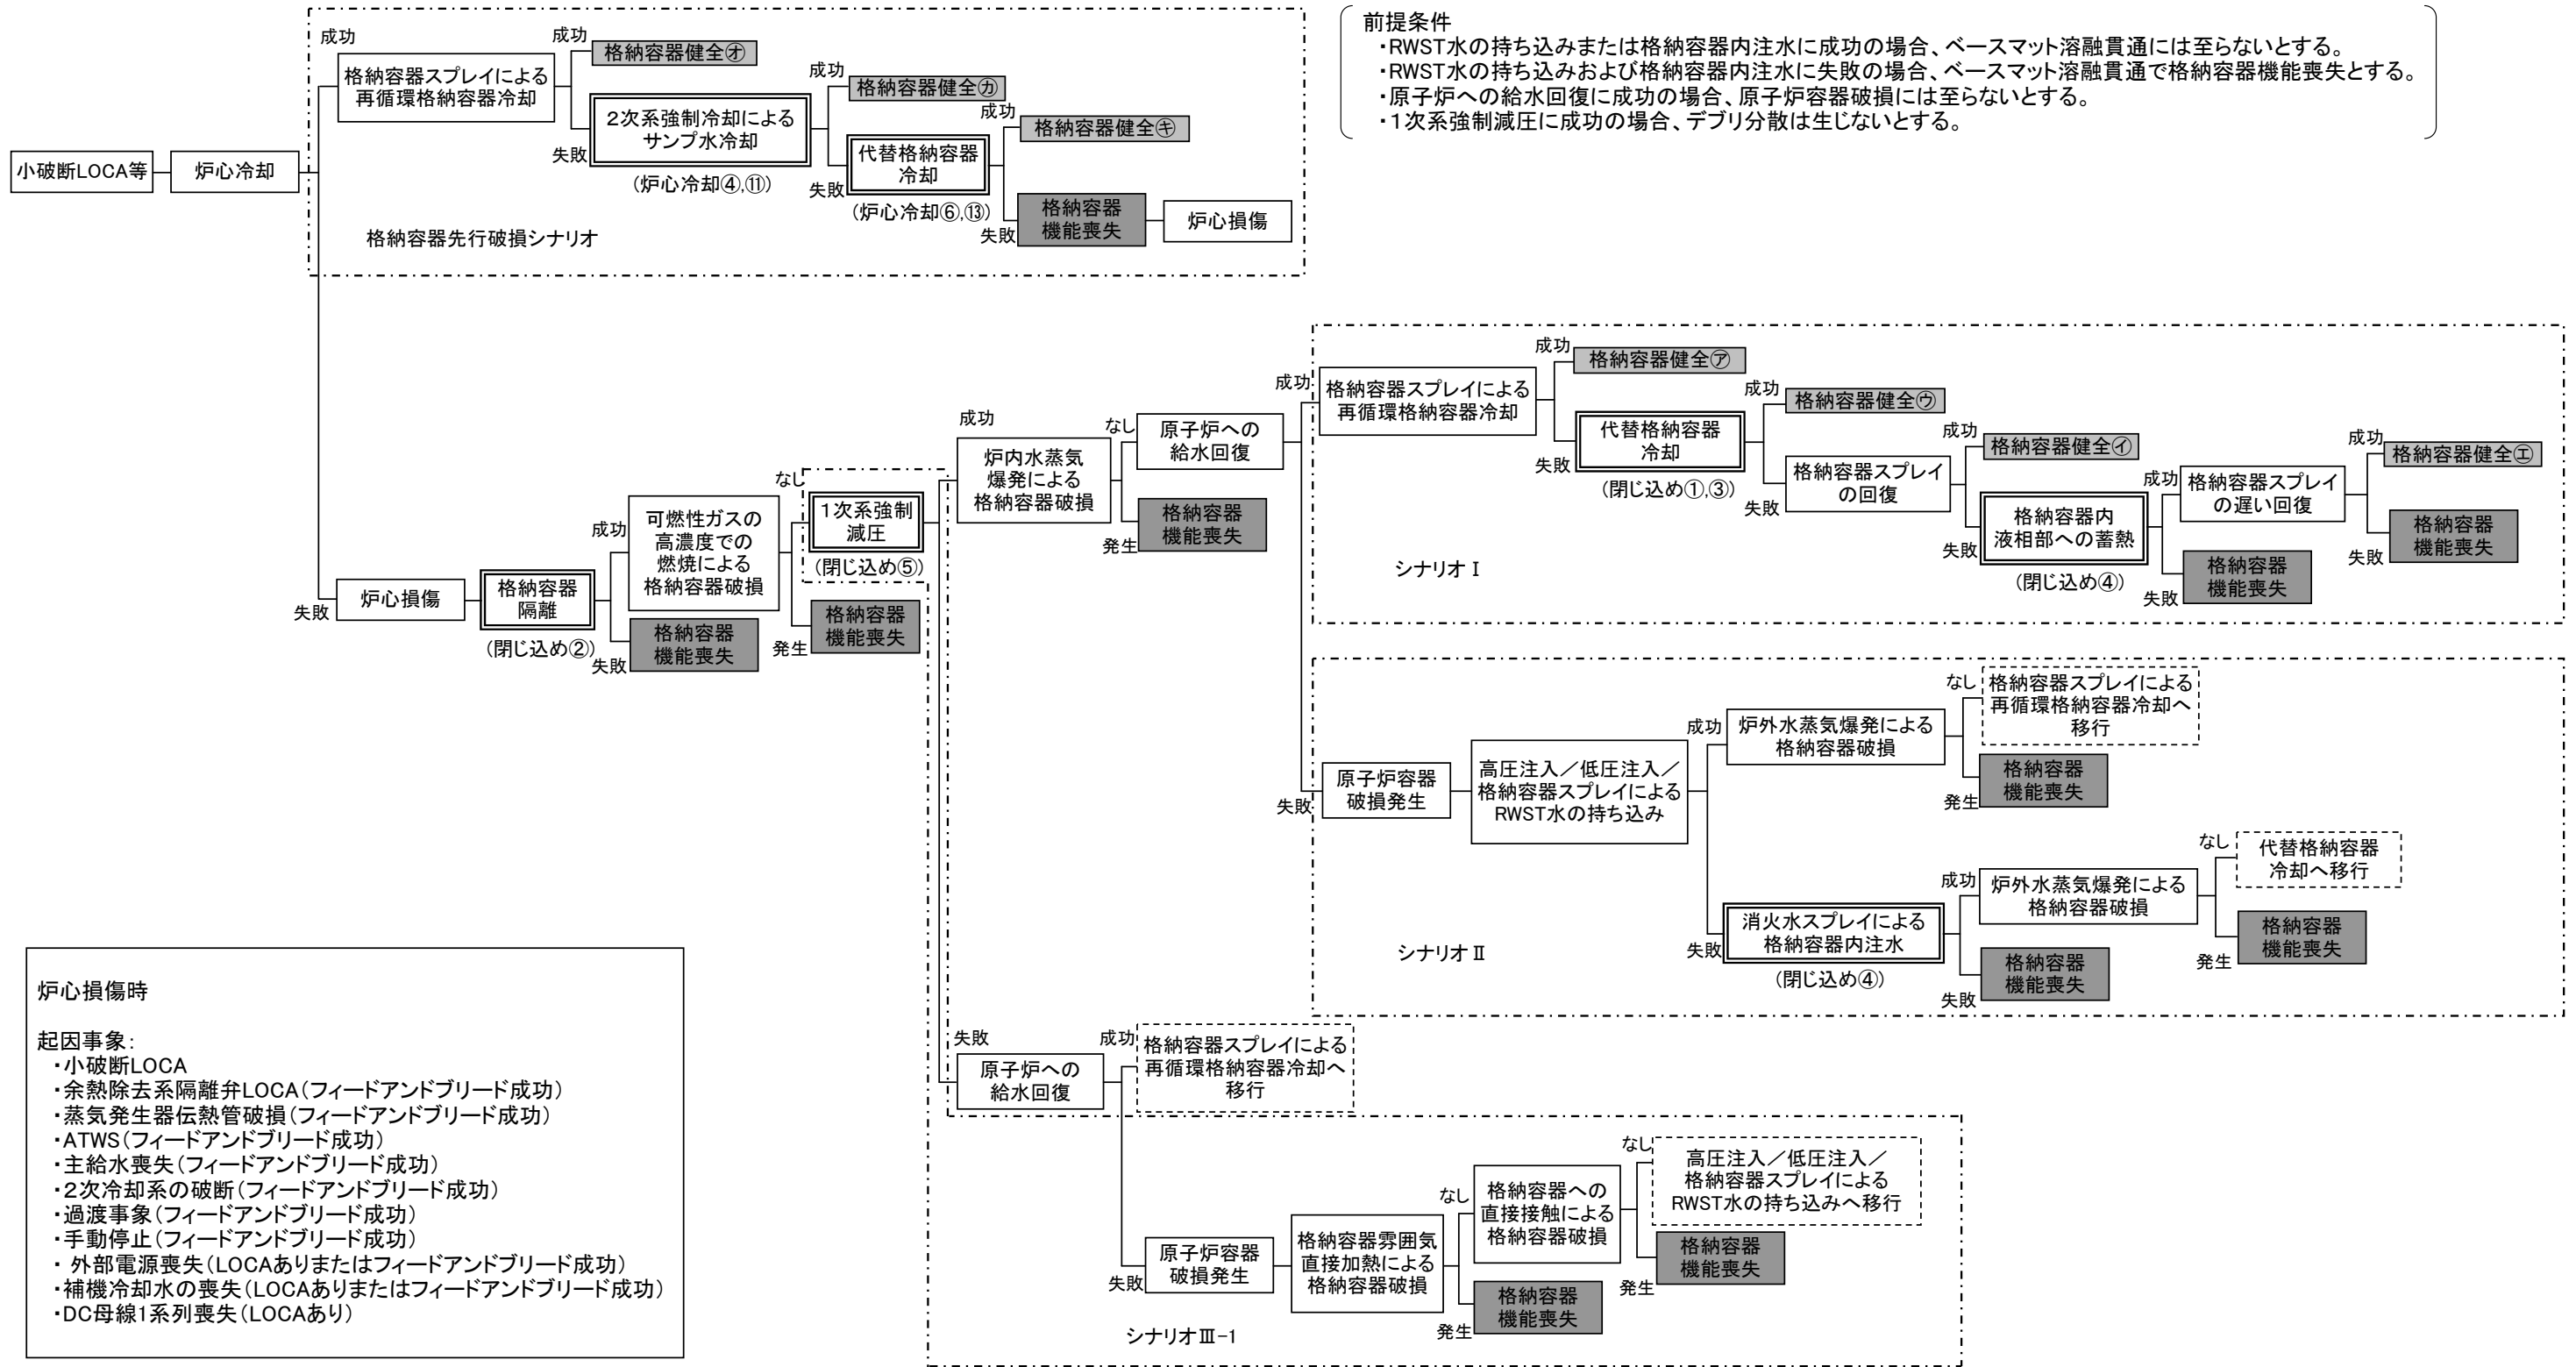 前提条件
・RWST水の持ち込みまたは格納容器内注水に成功の場合、ベースマット溶融貫通には至らないとする。
・RWST水の持ち込みおよび格納容器内注水に失敗の場合、ベースマット溶融貫通で格納容器機能喪失とする。
・原子炉への給水回復に成功の場合、原子炉容器破損には至らないとする。
・1次系強制減圧に成功の場合、デブリ分散は生じないとする。
小破断LOCA等
炉心冷却
成功
格納容器スプレイによる
再循環格納容器冷却
成功
格納容器健全㋔
失敗
2次系強制冷却による
サンプ水冷却
(炉心冷却④,⑪)
成功
格納容器健全㋕
失敗
代替格納容器
冷却
(炉心冷却⑥,⑬)
成功
格納容器健全㋖
失敗
格納容器
機能喪失
炉心損傷
格納容器先行破損シナリオ
失敗
炉心損傷
格納容器
隔離
(閉じ込め②)
成功
可燃性ガスの
高濃度での
燃焼による
格納容器破損
失敗
格納容器
機能喪失
なし
1次系強制
減圧
(閉じ込め⑤)
発生
格納容器
機能喪失
成功
炉内水蒸気
爆発による
格納容器破損
なし
原子炉への
給水回復
発生
格納容器
機能喪失
成功
格納容器スプレイによる
再循環格納容器冷却
成功
格納容器健全㋐
失敗
代替格納容器
冷却
(閉じ込め①,③)
成功
格納容器健全㋒
失敗
格納容器スプレイ
の回復
成功
格納容器健全㋑
失敗
格納容器内
液相部への蓄熱
(閉じ込め④)
成功
格納容器スプレイ
の遅い回復
失敗
格納容器
機能喪失
成功
格納容器健全㋓
失敗
格納容器
機能喪失
シナリオⅠ
失敗
原子炉容器
破損発生
高圧注入/低圧注入/
格納容器スプレイによる
RWST水の持ち込み
成功
炉外水蒸気爆発による
格納容器破損
なし
格納容器スプレイによる
再循環格納容器冷却へ
移行
発生
格納容器
機能喪失
失敗
消火水スプレイによる
格納容器内注水
(閉じ込め④)
成功
炉外水蒸気爆発による
格納容器破損
なし
代替格納容器
冷却へ移行
発生
格納容器
機能喪失
失敗
格納容器
機能喪失
シナリオⅡ
失敗
原子炉への
給水回復
成功
格納容器スプレイによる
再循環格納容器冷却へ
移行
失敗
原子炉容器
破損発生
格納容器雰囲気
直接加熱による
格納容器破損
なし
格納容器への
直接接触による
格納容器破損
発生
格納容器
機能喪失
なし
高圧注入/低圧注入/
格納容器スプレイによる
RWST水の持ち込みへ移行
発生
格納容器
機能喪失
シナリオⅢ-1
炉心損傷時
起因事象:
・小破断LOCA
・余熱除去系隔離弁LOCA(フィードアンドブリード成功)
・蒸気発生器伝熱管破損(フィードアンドブリード成功)
・ATWS(フィードアンドブリード成功)
・主給水喪失(フィードアンドブリード成功)
・2次冷却系の破断(フィードアンドブリード成功)
・過渡事象(フィードアンドブリード成功)
・手動停止(フィードアンドブリード成功)
・ 外部電源喪失(LOCAありまたはフィードアンドブリード成功)
・補機冷却水の喪失(LOCAありまたはフィードアンドブリード成功)
・DC母線1系列喪失(LOCAあり)